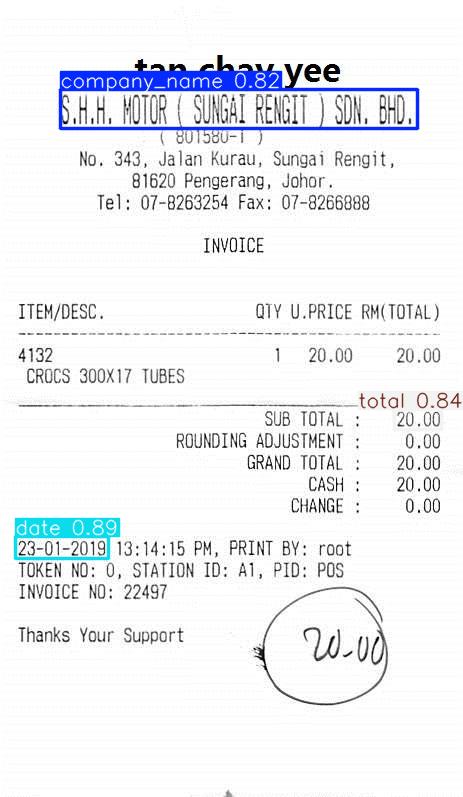 tan chay yee
company_name 0.82
S.H.H. MOTOR ( SUNGAI RENGIT ) SDN. BHD.
( 801580-T )
No. 343, Jalan Kurau, Sungai Rengit,
81620 Pengerang, Johor.
Tel: 07-8263254 Fax: 07-8266888
INVOICE
ITEM/DESC. QTY U.PRICE RM(TOTAL)
4132 1 20.00 20.00
CROCS 300X17 TUBES
total 0.84
SUB TOTAL : 20.00
ROUNDING ADJUSTMENT : 0.00
GRAND TOTAL : 20.00
CASH : 20.00
CHANGE : 0.00
date 0.89
23-01-2019 13:14:15 PM, PRINT BY: root
TOKEN NO: 0, STATION ID: A1, PID: POS
INVOICE NO: 22497
Thanks Your Support
20-00